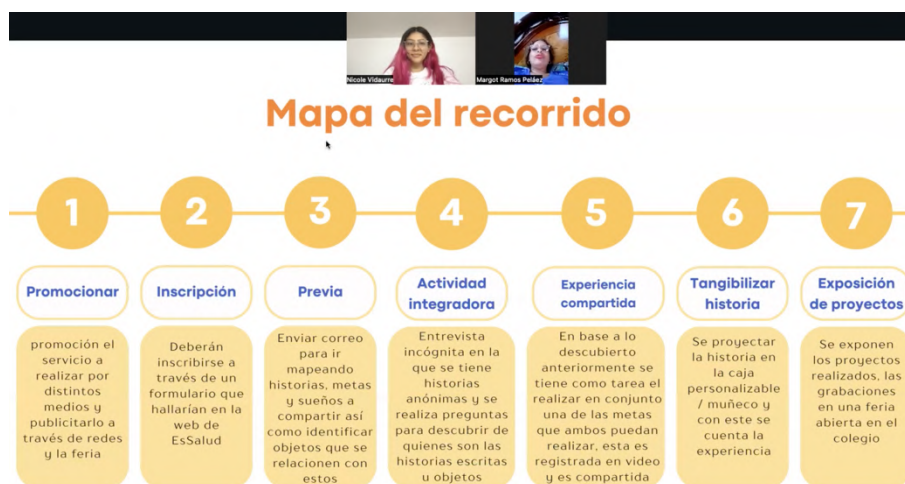 Nicole Vidaurre
Margot Ramos Peláez
Mapa del recorrido
1
2
3
4
5
6
7
Promocionar
Inscripción
Previa
Actividad
integradora
Experiencia
compartida
Tangibilizar
historia
Exposición
de proyectos
promoción el
servicio a
realizar por
distintos
medios y
publicitarlo a
través de redes
y la feria
Deberán
inscribirse a
través de un
formulario que
hallarían en la
web de
EsSalud
Enviar correo
para ir
mapeando
historias, metas
y sueños a
compartir así
como identificar
objetos que se
relacionen con
estos
Entrevista
incógnita en la
que se tiene
historias
anónimas y se
realiza preguntas
para descubrir de
quienes son las
historias escritas
u objetos
En base a lo
descubierto
anteriormente se
tiene como tarea el
realizar en conjunto
una de las metas
que ambos puedan
realizar, esta es
registrada en video
y es compartida
Se proyectar
la historia en
la caja
personalizable
/ muñeco y
con este se
cuenta la
experiencia
Se exponen
los proyectos
realizados, las
grabaciones
en una feria
abierta en el
colegio